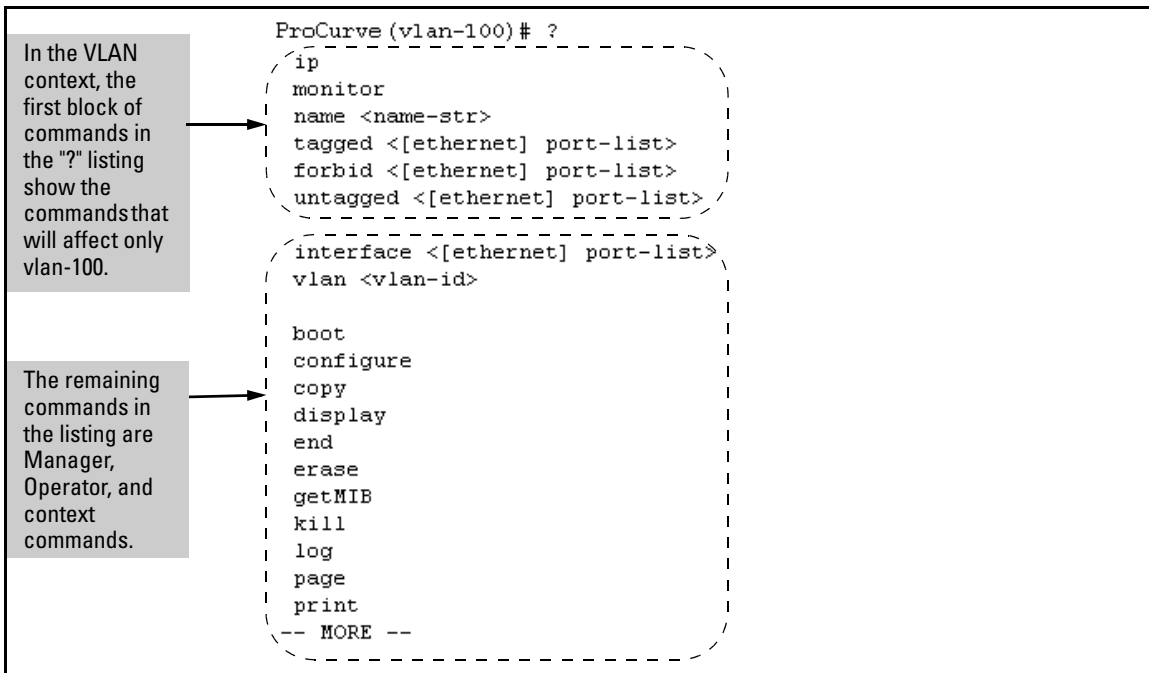 ProCurve (vlan-100)# ?
In the VLAN
context, the
first block of
commands in
the "?" listing
show the
commands that
will affect only
vlan-100.
ip
monitor
name <name-str>
tagged <[ethernet] port-list>
forbid <[ethernet] port-list>
untagged <[ethernet] port-list>
interface <[ethernet] port-list>
vlan <vlan-id>
The remaining
commands in
the listing are
Manager,
Operator, and
context
commands.
boot
configure
copy
display
end
erase
getMIB
kill
log
page
print
-- MORE --